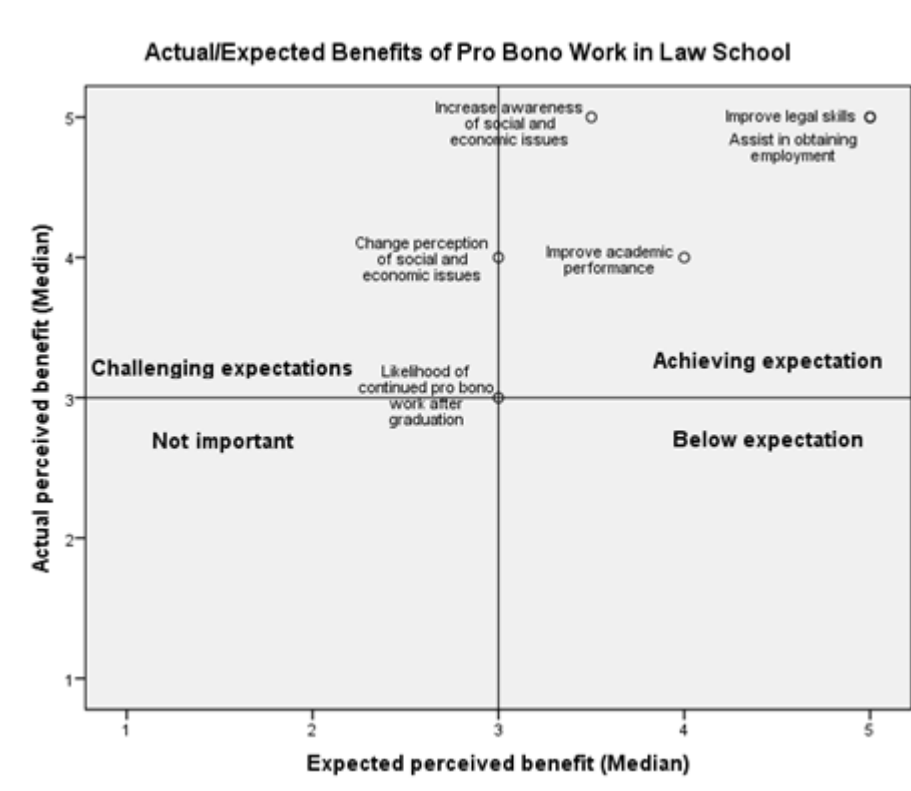 Actual/Expected Benefits of Pro Bono Work in Law School
Actual perceived benefit (Median)
5
4
3
2
1
Increase awareness
of social and
economic issues
Improve legal skills
Assist in obtaining
employment
Change perception
of social and
economic issues
Improve academic
performance
Challenging expectations
Achieving expectation
Likelihood of
continued pro bono
work after
graduation
Not important
Below expectation
1
2
3
4
5
Expected perceived benefit (Median)